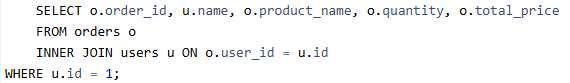 SELECT o.order_id, u.name, o.product_name, o.quantity, o.total_price
FROM orders o
INNER JOIN users u ON o.user_id = u.id
WHERE u.id = 1;